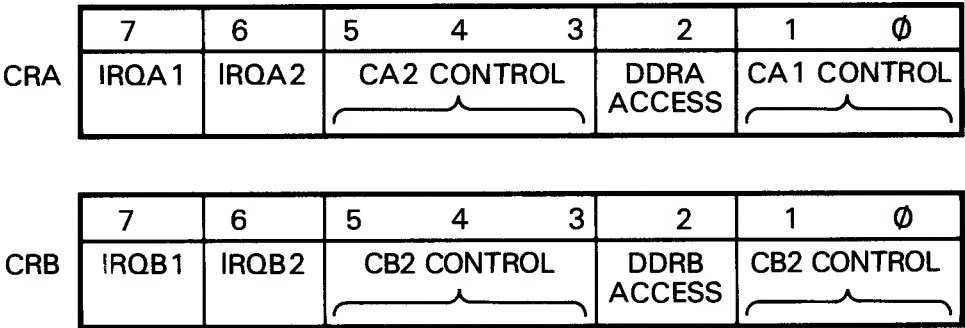 7 6 5 4 3 2 1 Ø
CRA IRQA1 IRQA2 CA2 CONTROL DDRA ACCESS CA1 CONTROL
7 6 5 4 3 2 1 Ø
CRB IRQB1 IRQB2 CB2 CONTROL DDRB ACCESS CB2 CONTROL